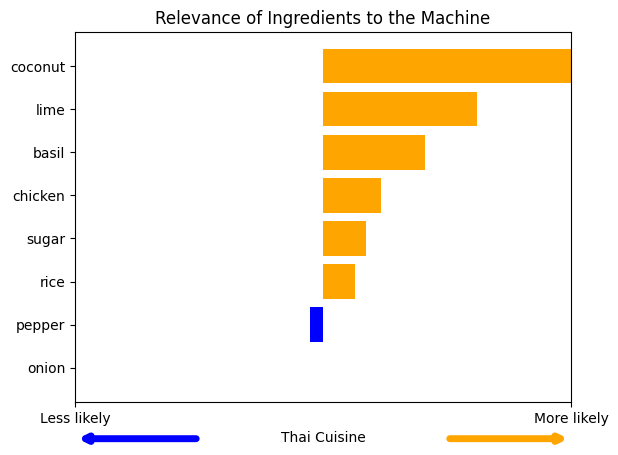 Relevance of Ingredients to the Machine
coconut
lime
basil
chicken
sugar
rice
pepper
onion
Less likely
More likely
Thai Cuisine